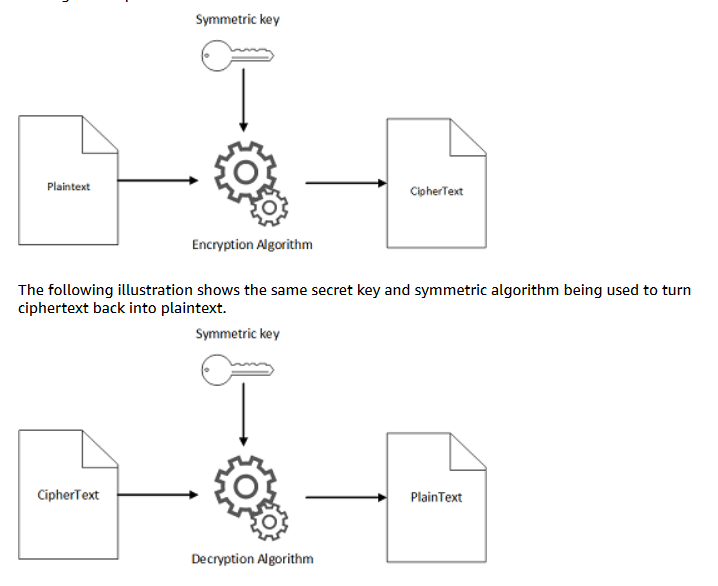 Symmetric key
Plaintext
CipherText
Encryption Algorithm
The following illustration shows the same secret key and symmetric algorithm being used to turn
ciphertext back into plaintext.
Symmetric key
CipherText
PlainText
Decryption Algorithm